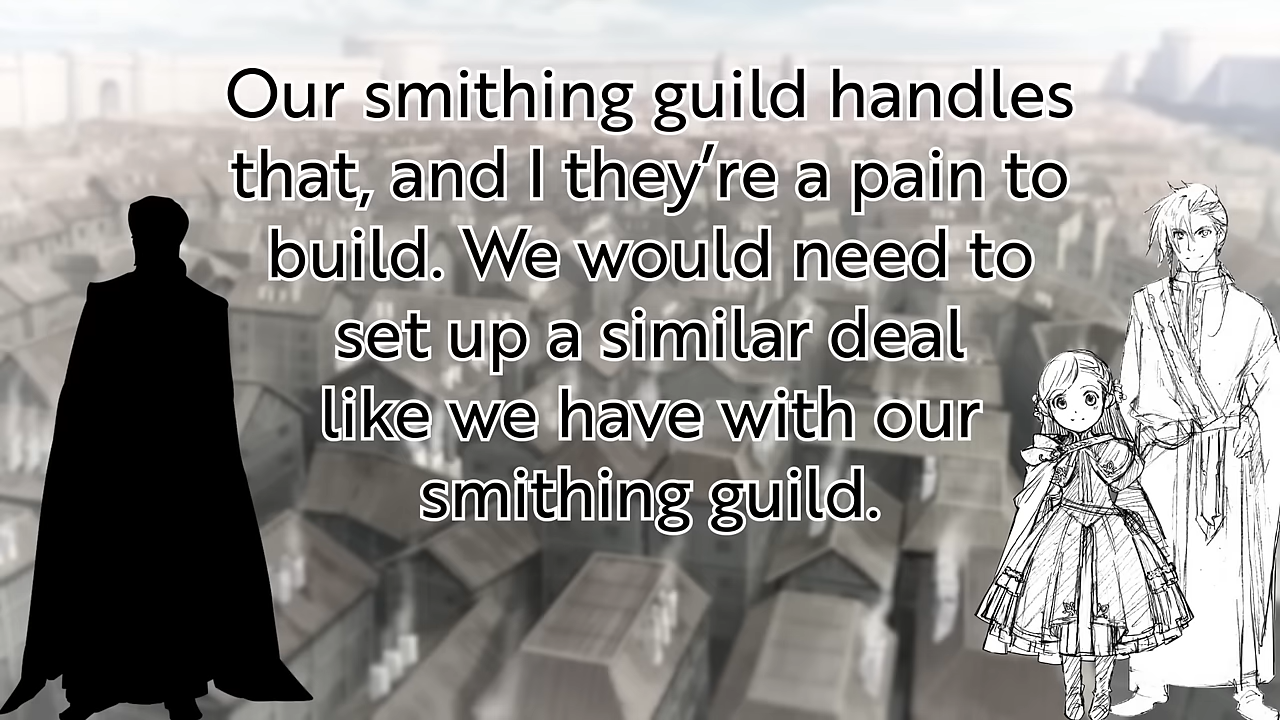 Our smithing guild handles
that, and I they’re a pain to
build. We would need to
set up a similar deal
like we have with our
smithing guild.